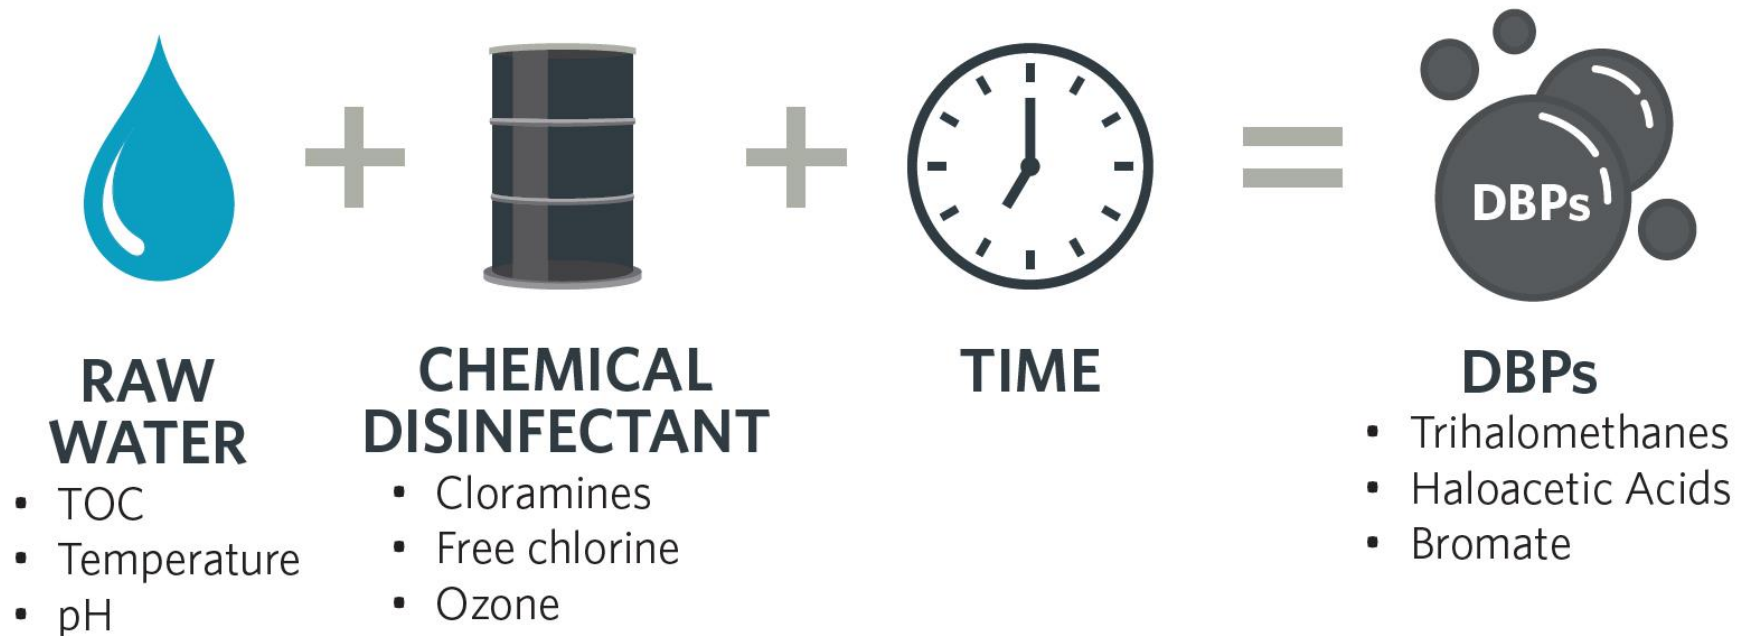 RAW
WATER
• TOC
• Temperature
• pH
CHEMICAL
DISINFECTANT
• Cloramines
• Free chlorine
• Ozone
TIME
DBPs
DBPs
• Trihalomethanes
• Haloacetic Acids
• Bromate